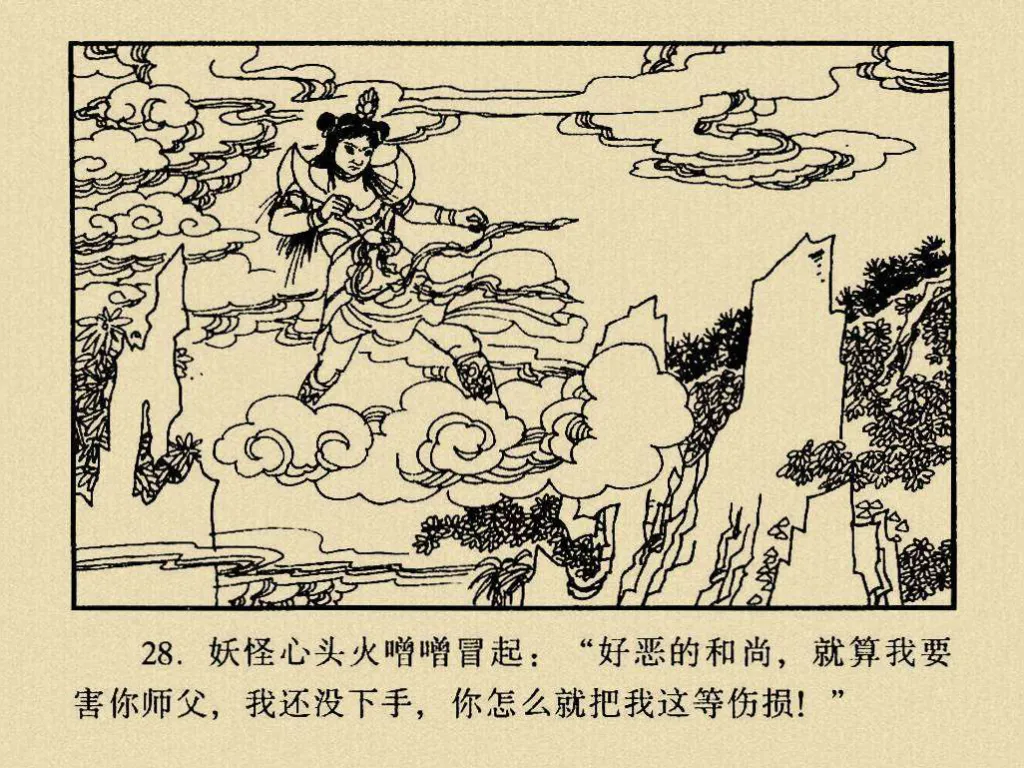 28. 妖怪心头火噌噌冒起：“好恶的和尚，就算我要
害你师父，我还没下手，你怎么就把我这等伤损！”